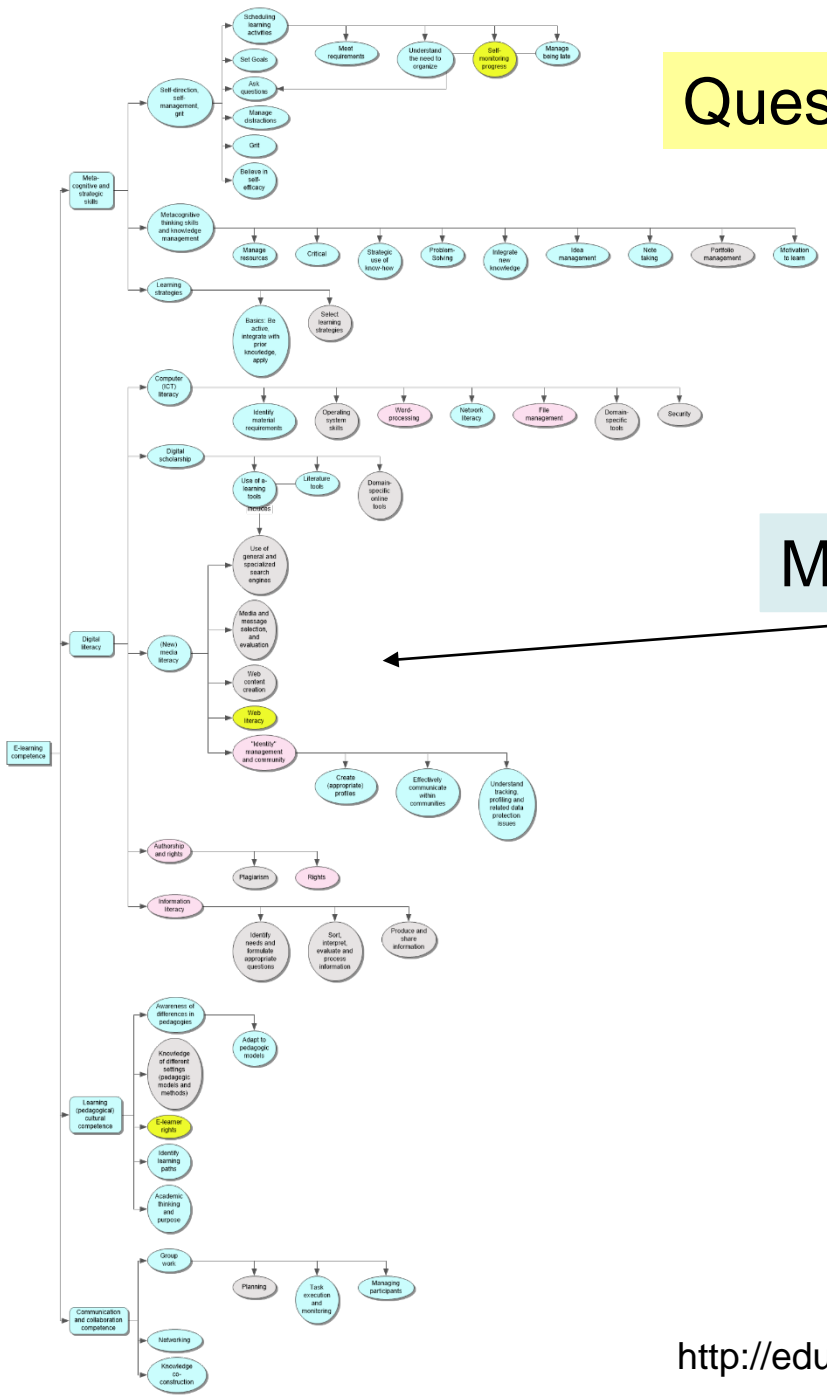 Scheduling
learning
activities
Meet
requirements
Understand
the need to
organize
Self-
monitoring
progress
Manage
being late
Set Goals
Self-direction,
self-
management,
grit
Ask
questions
Manage
distractions
Grit
Believe in
self-
efficacy
Ques
Meta-
cognitive and
strategic
skills
Metacognitive
thinking skills
and knowledge
management
Manage
resources
Critical
Strategic
use of
know-how
Problem-
Solving
Integrate
new
knowledge
Idea
management
Note
taking
Portfolio
management
Motivation
to learn
Learning
strategies
Basics: Be
active,
integrate with
prior
knowledge,
apply
Select
learning
strategies
Computer
(ICT)
literacy
Identify
material
requirements
Operating
system
skills
Word-
processing
Network
literacy
File
management
Domain-
specific
tools
Security
Digital
scholarship
Use of e-
learning
tools
includes
Literature
tools
Domain-
specific
online
tools
Use of
general and
specialized
search
engines
M
Media and
message
selection,
and
evaluation
Digital
literacy
(New)
media
literacy
Web
content
creation
Web
literacy
E-learning
competence
"Identity"
management
and community
Create
(appropriate)
profiles
Effectively
communicate
within
communities
Understand
tracking,
profiling and
related data
protection
issues
Authorship
and rights
Plagiarism
Rights
Information
literacy
Identify
needs and
formulate
appropriate
questions
Sort,
interpret,
evaluate and
process
information
Produce and
share
information
Awareness of
differences in
pedagogies
Adapt to
pedagogic
models
Knowledge
of different
settings
(pedagogic
models and
methods)
Learning
(pedagogical)
cultural
competence
E-learner
rights
Identify
learning
paths
Academic
thinking
and
purpose
Group
work
Planning
Task
execution
and
monitoring
Managing
participants
Communication
and collaboration
competence
Networking
Knowledge
co-
construction
http://edu